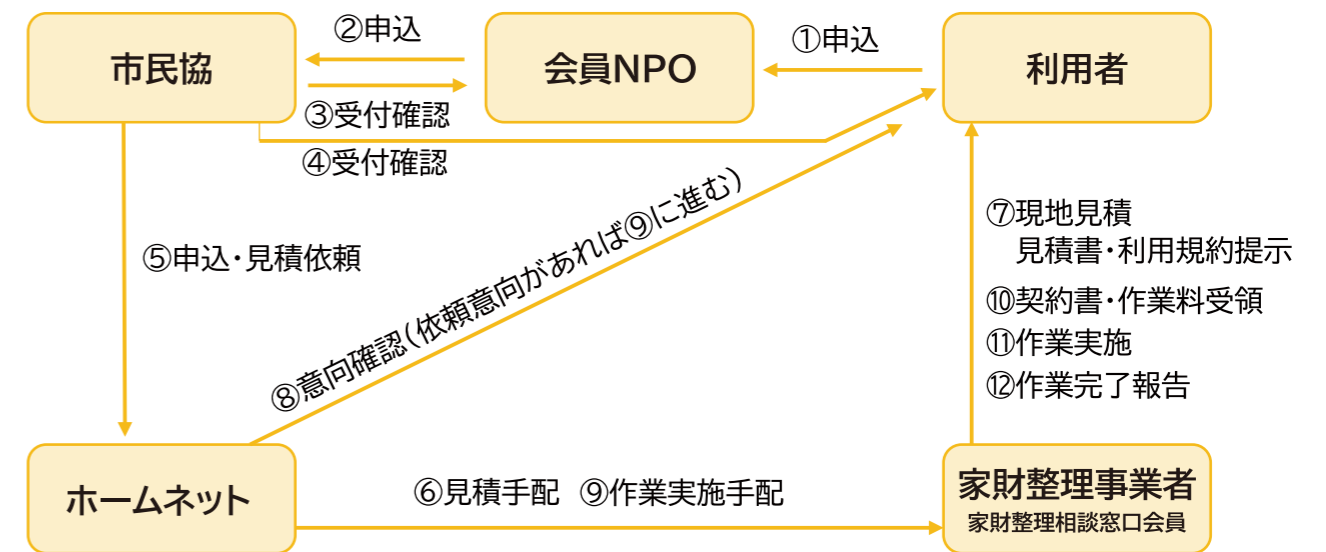 市民協
②申込
会員NPO
①申込
利用者
③受付確認
④受付確認
⑤申込・見積依頼
⑧意向確認(依頼意向があれば⑨に進む)
⑦現地見積
見積書・利用規約提示
⑩契約書・作業料受領
⑪作業実施
⑫作業完了報告
ホームネット
⑥見積手配 ⑨作業実施手配
家財整理事業者
家財整理相談窓口会員